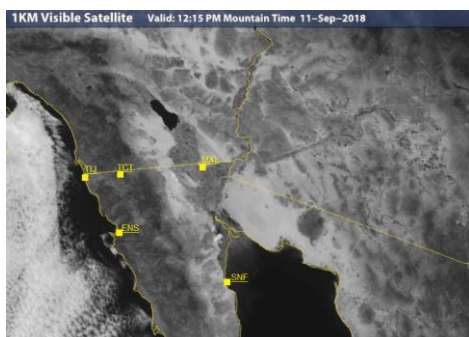 1KM Visible Satellite Valid: 12:15 PM Mountain Time 11-Sep-2018
TIJ
TCT
MXL
ENS
SNF